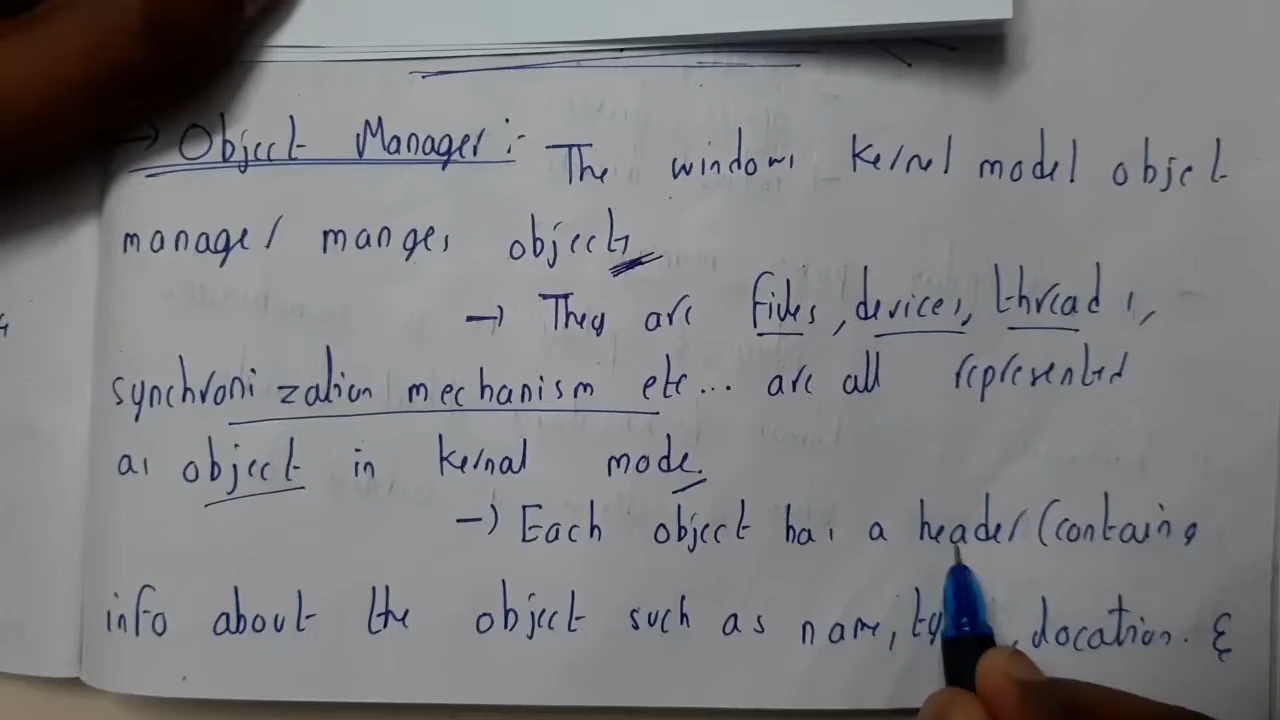 → Object Manager :- The windows kernel model object
manager manges objects
→ They are files, devices, threads,
synchronization mechanism etc... are all represented
as object in kernal mode.
→ Each object has a header (contains
info about the object such as name, location. &